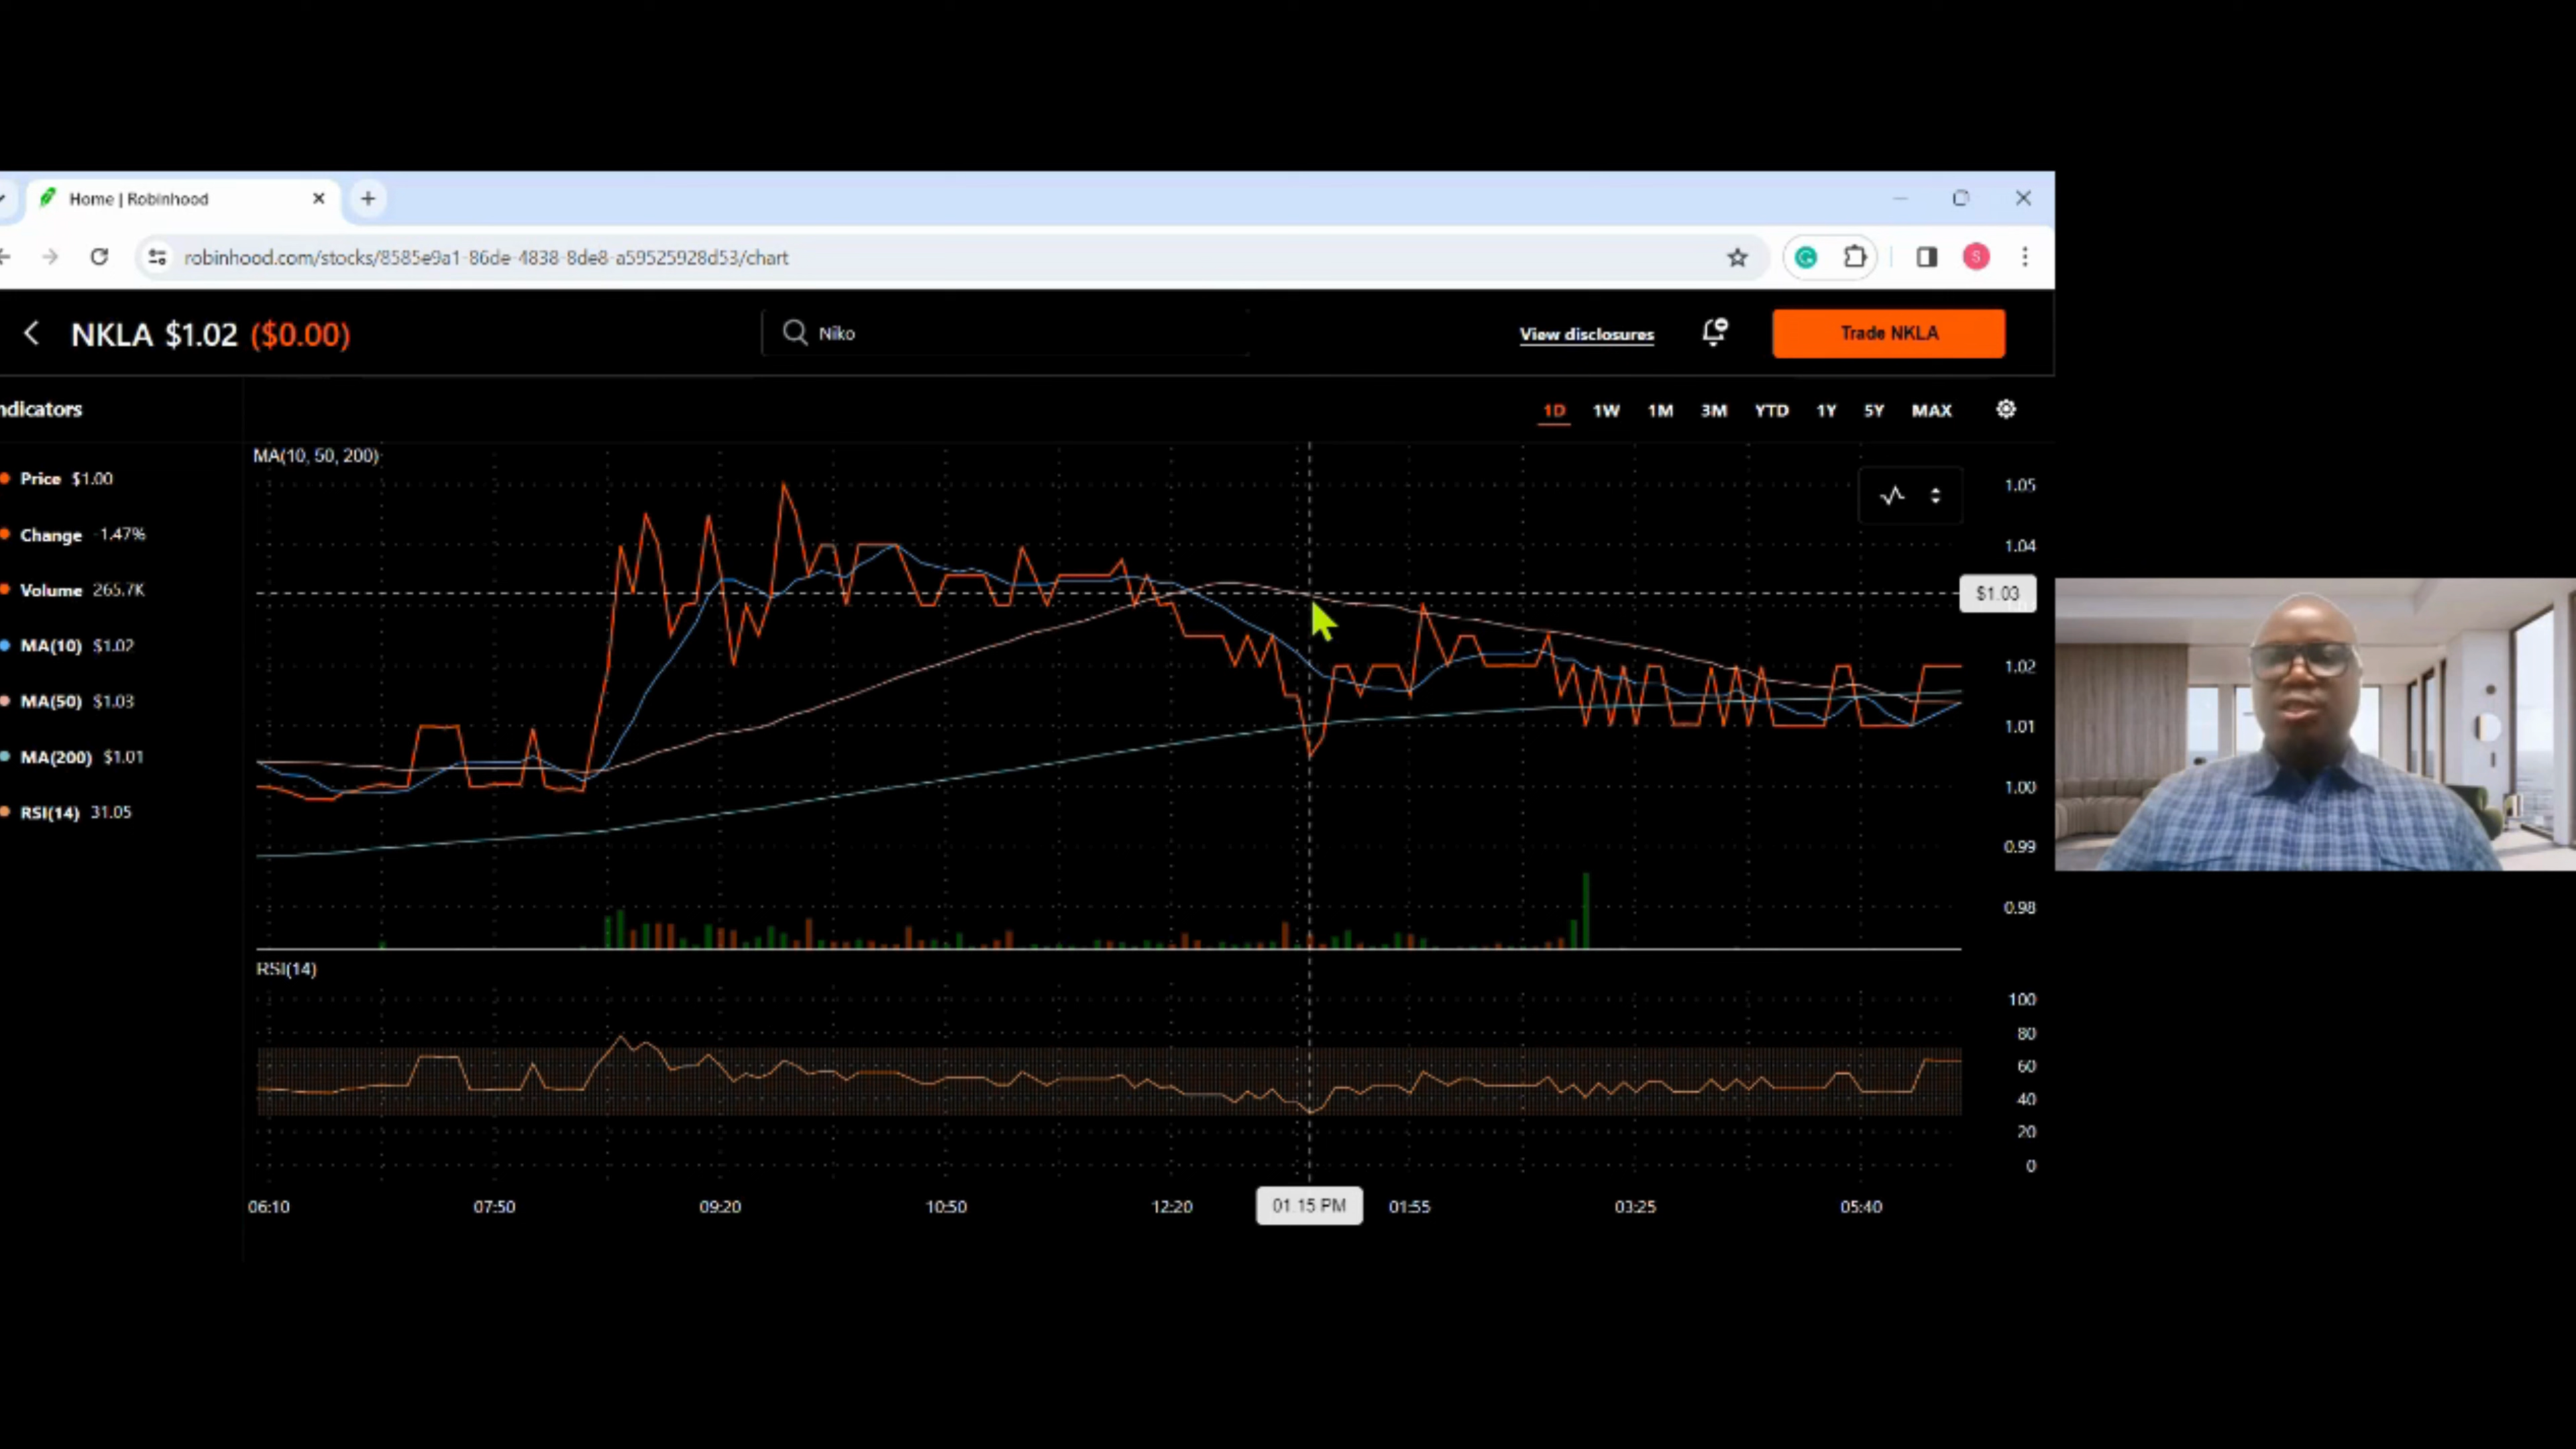 Home | Robinhood
robinhood.com/stocks/8585e9a1-86de-4838-8de8-a59525928d53/chart
S
NKLA $1.02 ($0.00)
Niko
View disclosures
Trade NKLA
ndicators
1D 1W 1M 3M YTD 1Y 5Y MAX
MA(10, 50, 200)
Price $1.00
Change -1.47%
Volume 265.7K
MA(10) $1.02
MA(50) $1.03
MA(200) $1.01
RSI(14) 31.05
1.05
1.04
$1.03
1.02
1.01
1.00
0.99
0.98
RSI(14)
100
80
60
40
20
0
06:10 07:50 09:20 10:50 12:20 01:15 PM 01:55 03:25 05:40